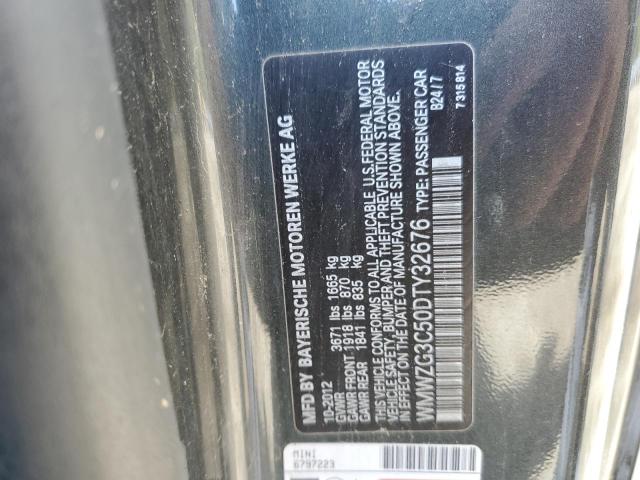 MFD BY BAYERISCHE MOTOREN WERKE AG
10-2012
GVWR 3671 lbs 1665 kg
GAWR FRONT 1918 lbs 870 kg
GAWR REAR 1841 lbs 835 kg
THIS VEHICLE CONFORMS TO ALL APPLICABLE U.S.FEDERAL MOTOR
VEHICLE SAFETY, BUMPER AND THEFT PREVENTION STANDARDS
IN EFFECT ON THE DATE OF MANUFACTURE SHOWN ABOVE.
WMWZG3C50DTY32676 TYPE: PASSENGER CAR
B24/7
7315814
MINI
6797223